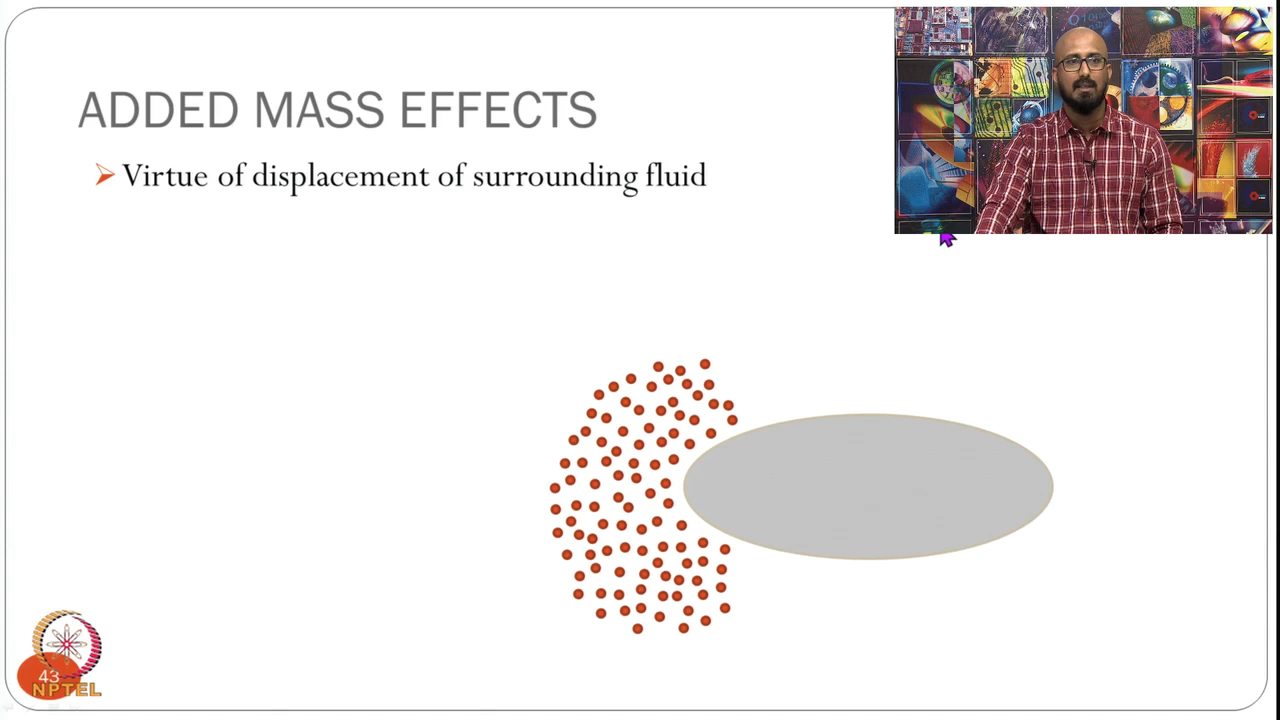 ADDED MASS EFFECTS
Virtue of displacement of surrounding fluid
43
NPTEL